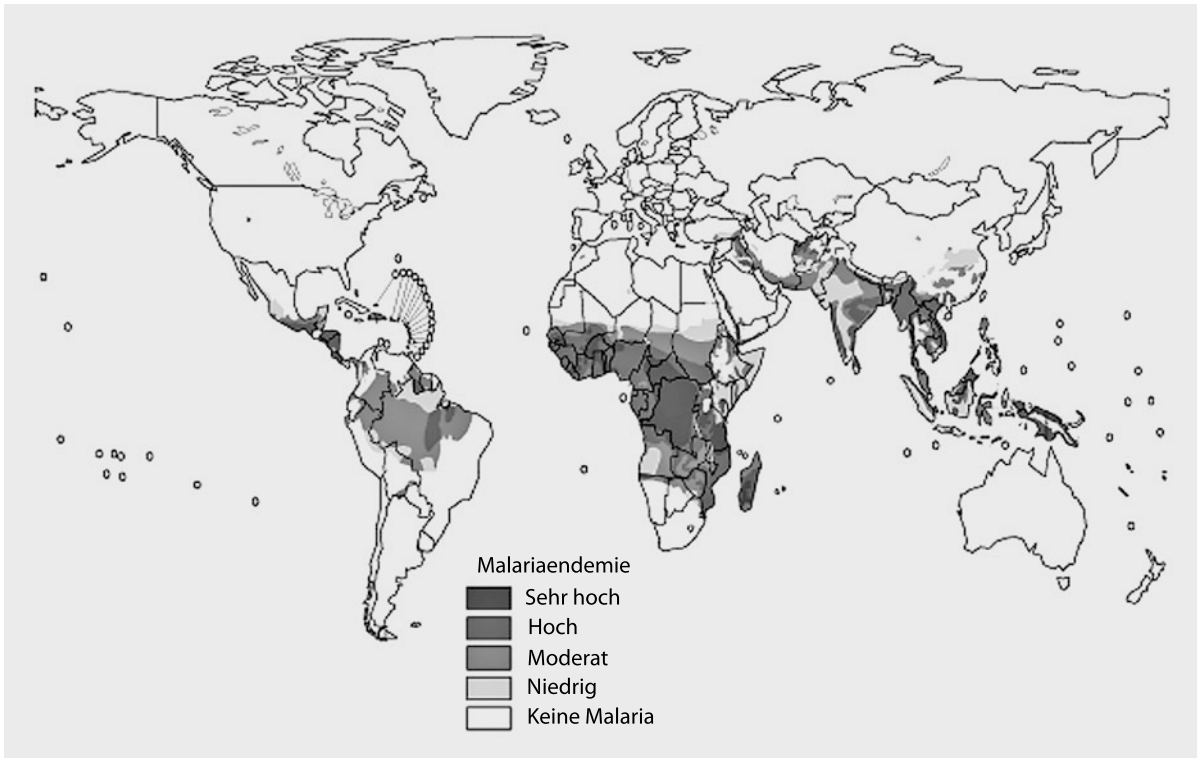 Malariaendemie
Sehr hoch
Hoch
Moderat
Niedrig
Keine Malaria